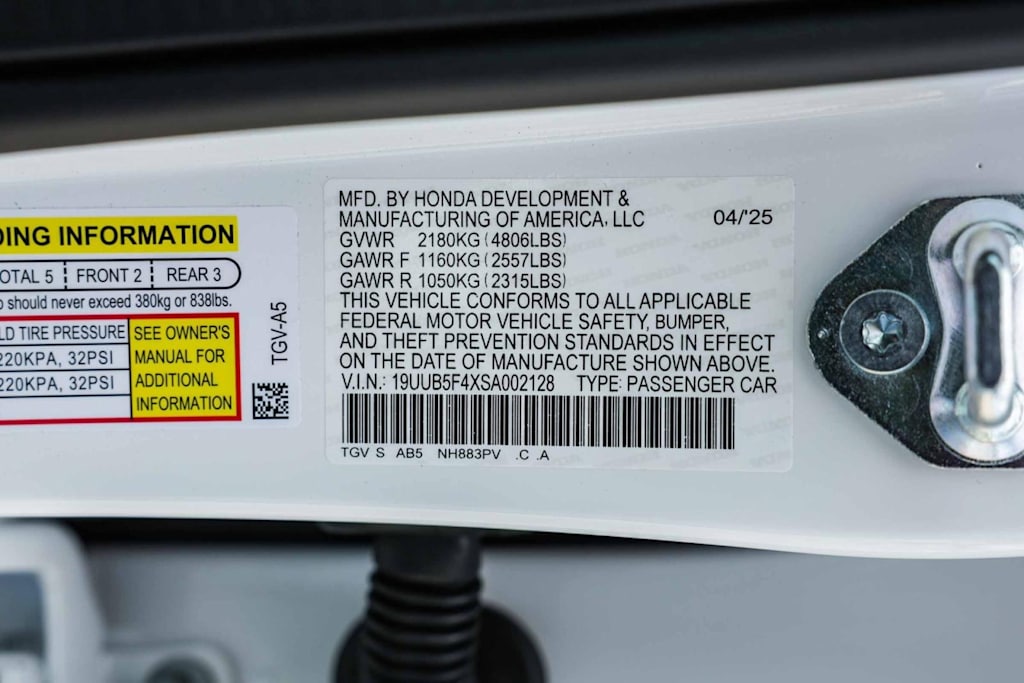 DING INFORMATION
OTAL 5 FRONT 2 REAR 3
o should never exceed 380kg or 838lbs.
LD TIRE PRESSURE
220KPA, 32PSI
220KPA, 32PSI
SEE OWNER'S
MANUAL FOR
ADDITIONAL
INFORMATION
TGV-A5
MFD. BY HONDA DEVELOPMENT &
MANUFACTURING OF AMERICA, LLC 04/'25
GVWR 2180KG (4806LBS)
GAWR F 1160KG (2557LBS)
GAWR R 1050KG (2315LBS)
THIS VEHICLE CONFORMS TO ALL APPLICABLE
FEDERAL MOTOR VEHICLE SAFETY, BUMPER,
AND THEFT PREVENTION STANDARDS IN EFFECT
ON THE DATE OF MANUFACTURE SHOWN ABOVE.
V.I.N.: 19UUB5F4XSA002128 TYPE: PASSENGER CAR
TGV S AB5 NH883PV .C .A